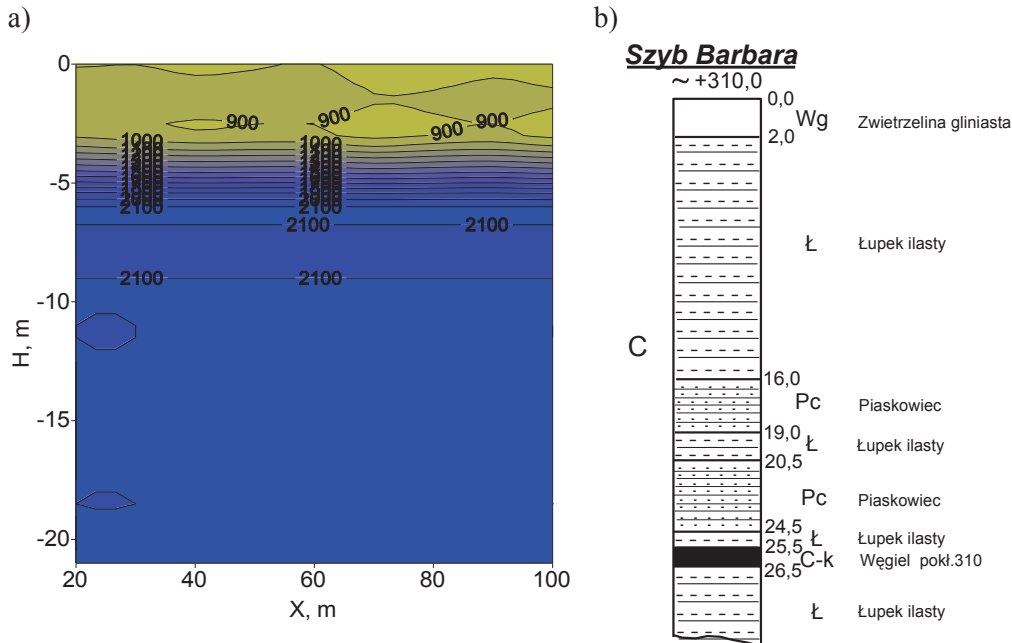 a)
0
-5
-10
-15
-20
H, m
20
40
60
80
100
X, m
900
900
900
900
1000
1000
2100
2100
2100
2100
2100
2100
b)
Szyb Barbara
~ +310,0
0,0
Wg Zwietrzelina gliniasta
2,0
Ł Łupek ilasty
C
16,0
Pc Piaskowiec
19,0
Ł Łupek ilasty
20,5
Pc Piaskowiec
24,5
Ł Łupek ilasty
25,5
C-k Węgiel pokł.310
26,5
Ł Łupek ilasty